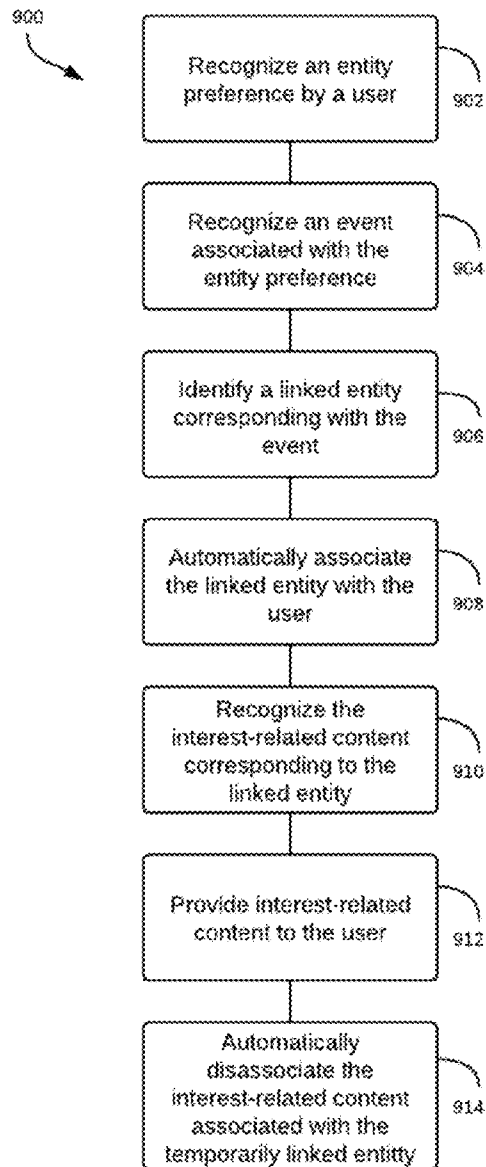 900
Recognize an entity
preference by a user
902
Recognize an event
associated with the
entity preference
904
Identify a linked entity
corresponding with the
event
906
Automatically associate
the linked entity with the
user
908
Recognize the
interest-related content
corresponding to the
linked entity
910
Provide interest-related
content to the user
912
Automatically
disassociate the
interest-related content
associated with the
temporarily linked entitty
914